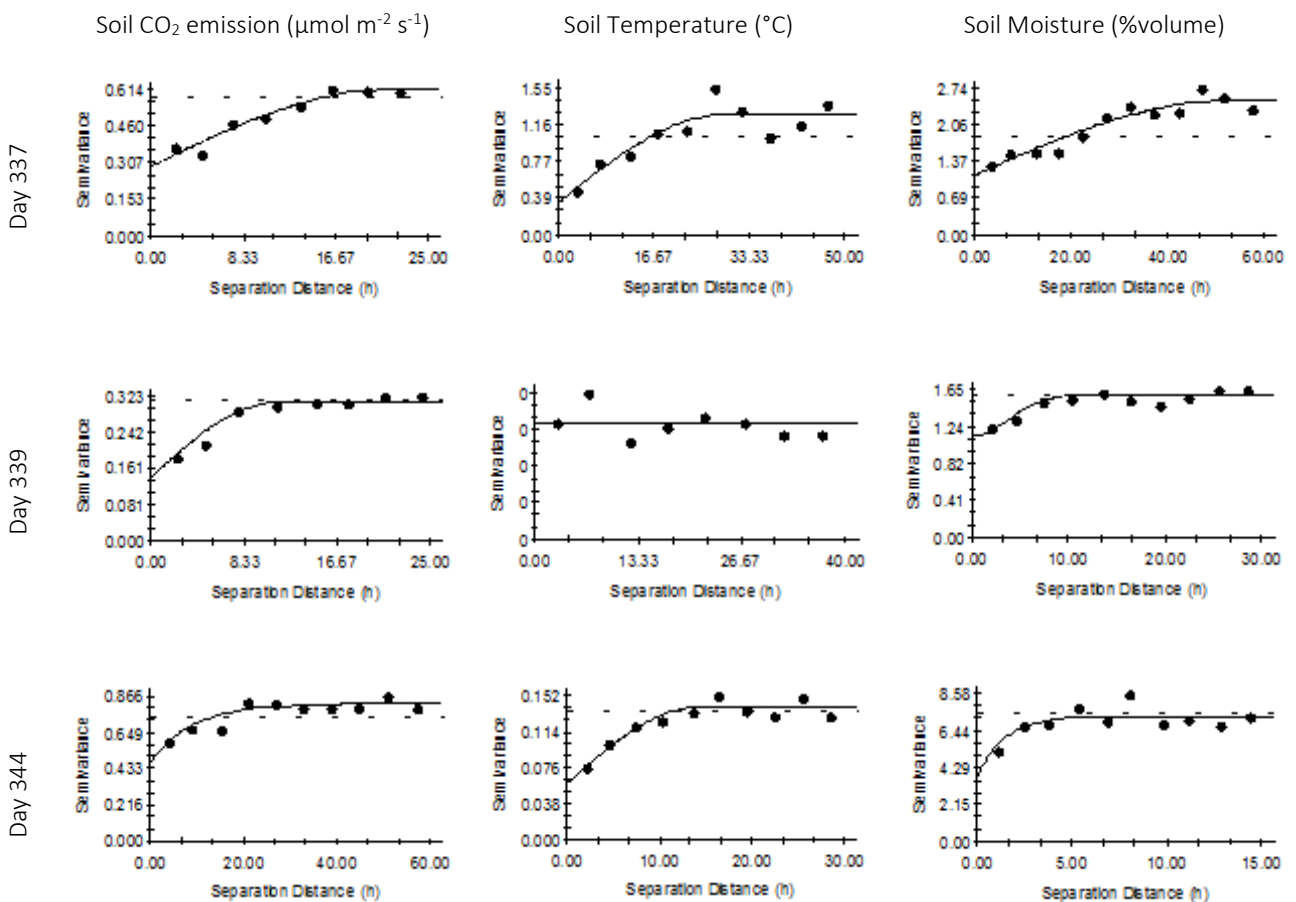 Soil CO₂ emission (µmol m⁻² s⁻¹)
Soil Temperature (°C)
Soil Moisture (%volume)
Day 337
Semivariance
0.614
0.460
0.307
0.153
0.000
0.00 8.33 16.67 25.00
Separation Distance (h)
Semivariance
1.55
1.16
0.77
0.39
0.00
0.00 16.67 33.33 50.00
Separation Distance (h)
Semivariance
2.74
2.06
1.37
0.69
0.00
0.00 20.00 40.00 60.00
Separation Distance (h)
Day 339
Semivariance
0.323
0.242
0.161
0.081
0.000
0.00 8.33 16.67 25.00
Separation Distance (h)
Semivariance
0
0
0
0
0
0.00 13.33 26.67 40.00
Separation Distance (h)
Semivariance
1.65
1.24
0.82
0.41
0.00
0.00 10.00 20.00 30.00
Separation Distance (h)
Day 344
Semivariance
0.866
0.649
0.433
0.216
0.000
0.00 20.00 40.00 60.00
Separation Distance (h)
Semivariance
0.152
0.114
0.076
0.038
0.000
0.00 10.00 20.00 30.00
Separation Distance (h)
Semivariance
8.58
6.44
4.29
2.15
0.00
0.00 5.00 10.00 15.00
Separation Distance (h)